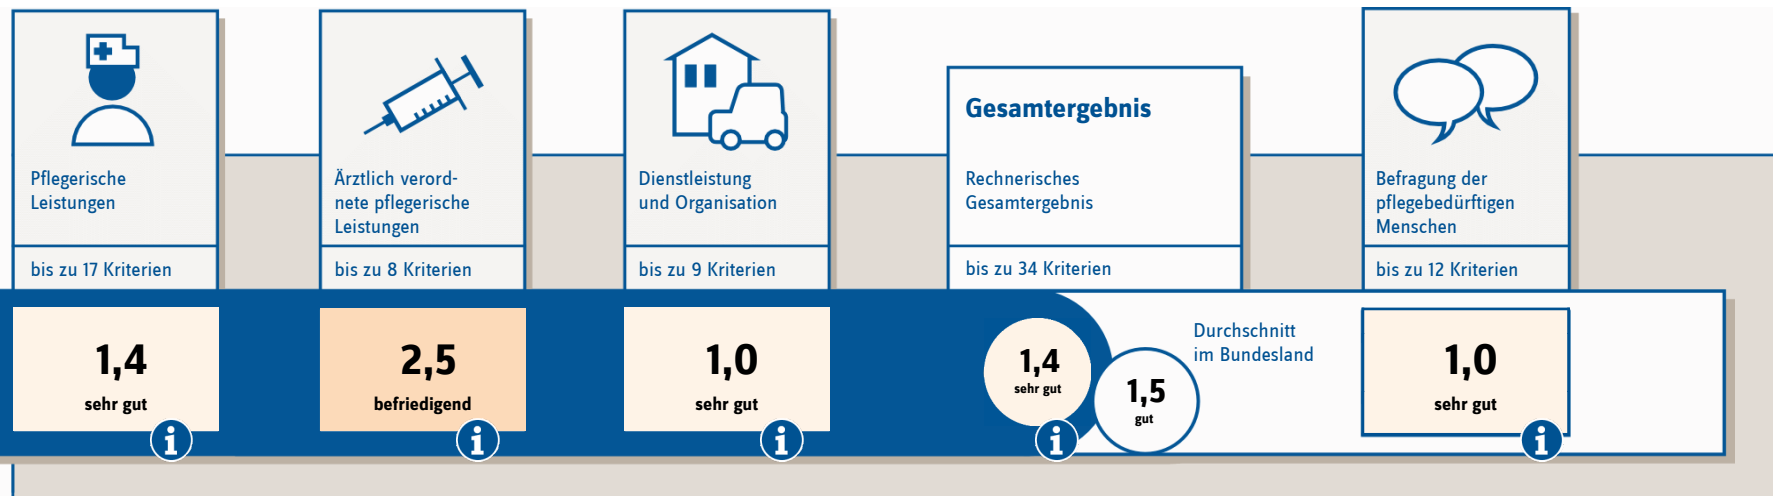 Pflegerische
Leistungen
bis zu 17 Kriterien
1,4
sehr gut
i
Ärztlich verord-
nete pflegerische
Leistungen
bis zu 8 Kriterien
2,5
befriedigend
i
Dienstleistung
und Organisation
bis zu 9 Kriterien
1,0
sehr gut
i
Gesamtergebnis
Rechnerisches
Gesamtergebnis
bis zu 34 Kriterien
1,4
sehr gut
i
1,5
gut
Durchschnitt
im Bundesland
Befragung der
pflegebedürftigen
Menschen
bis zu 12 Kriterien
1,0
sehr gut
i